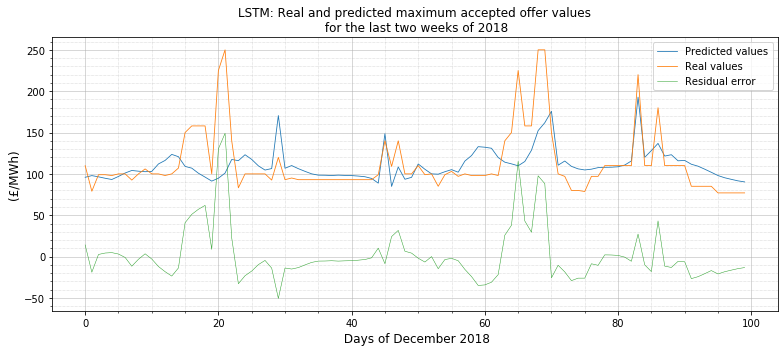 LSTM: Real and predicted maximum accepted offer values
for the last two weeks of 2018
Predicted values
Real values
Residual error
(£/MWh)
250
200
150
100
50
0
−50
0
20
40
60
80
100
Days of December 2018